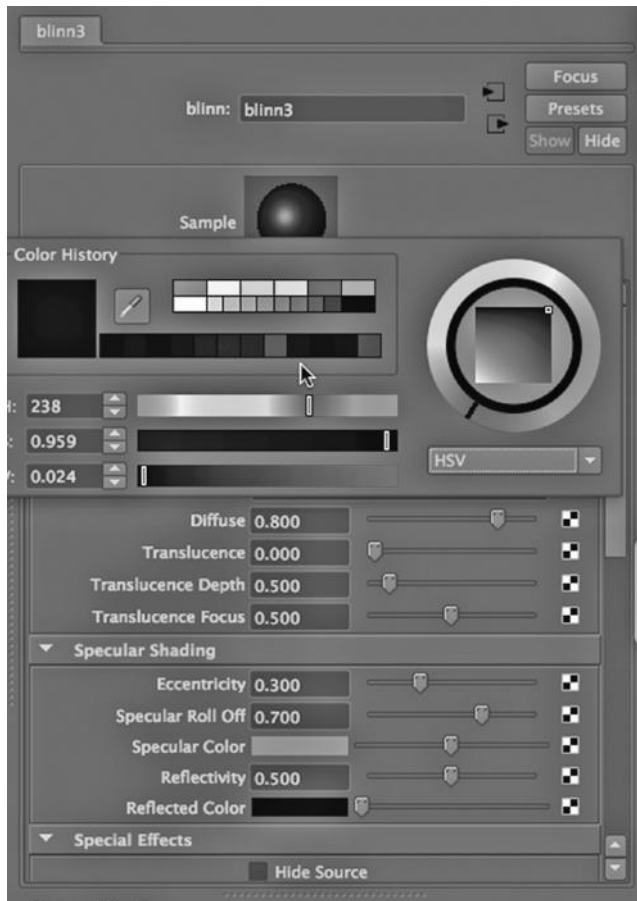 blinn3
Focus
blinn: blinn3
Presets
Show Hide
Sample
Color History
H: 238
: 0.959
V: 0.024
HSV
Diffuse 0.800
Translucence 0.000
Translucence Depth 0.500
Translucence Focus 0.500
Specular Shading
Eccentricity 0.300
Specular Roll Off 0.700
Specular Color
Reflectivity 0.500
Reflected Color
Special Effects
Hide Source